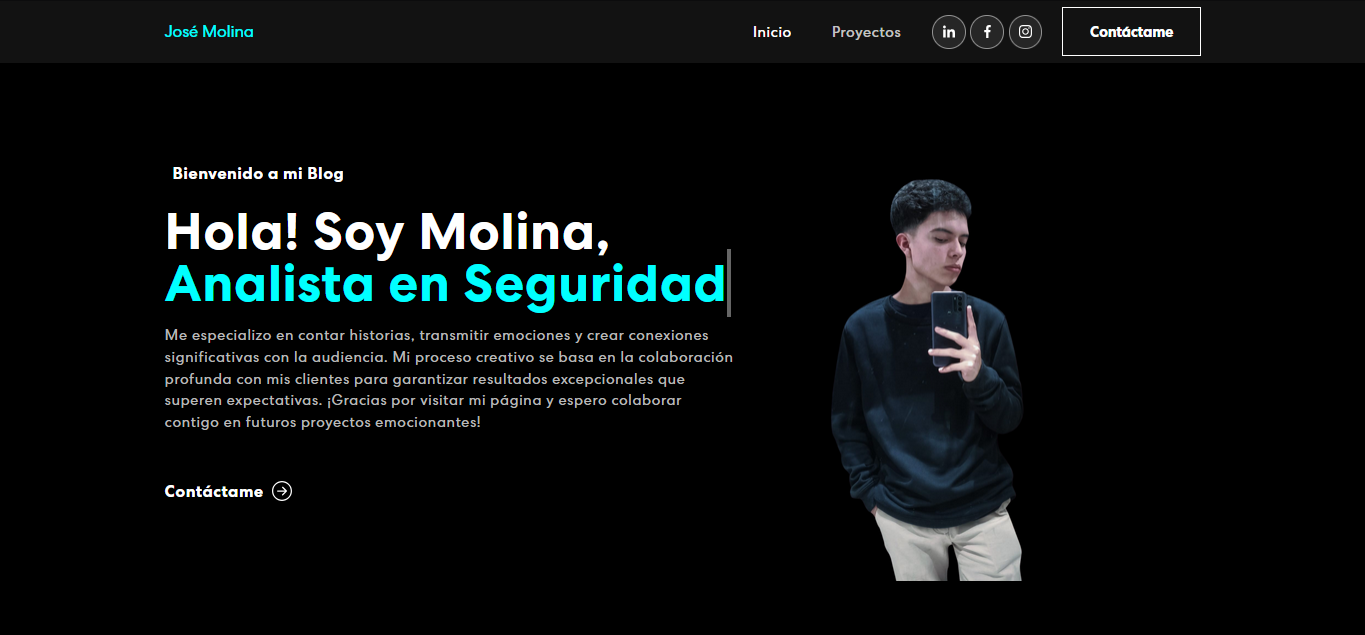 José Molina
Inicio
Proyectos
Contáctame
Bienvenido a mi Blog
Hola! Soy Molina,
Analista en Seguridad
Me especializo en contar historias, transmitir emociones y crear conexiones
significativas con la audiencia. Mi proceso creativo se basa en la colaboración
profunda con mis clientes para garantizar resultados excepcionales que
superen expectativas. ¡Gracias por visitar mi página y espero colaborar
contigo en futuros proyectos emocionantes!
Contáctame